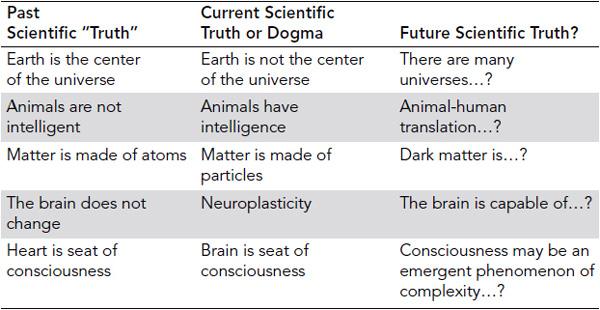 Past
Scientific “Truth”
Current Scientific
Truth or Dogma
Future Scientific Truth?
Earth is the center
of the universe
Earth is not the center
of the universe
There are many
universes…?
Animals are not
intelligent
Animals have
intelligence
Animal-human
translation…?
Matter is made of atoms
Matter is made of
particles
Dark matter is…?
The brain does not
change
Neuroplasticity
The brain is capable of…?
Heart is seat of
consciousness
Brain is seat of
consciousness
Consciousness may be an
emergent phenomenon of
complexity…?